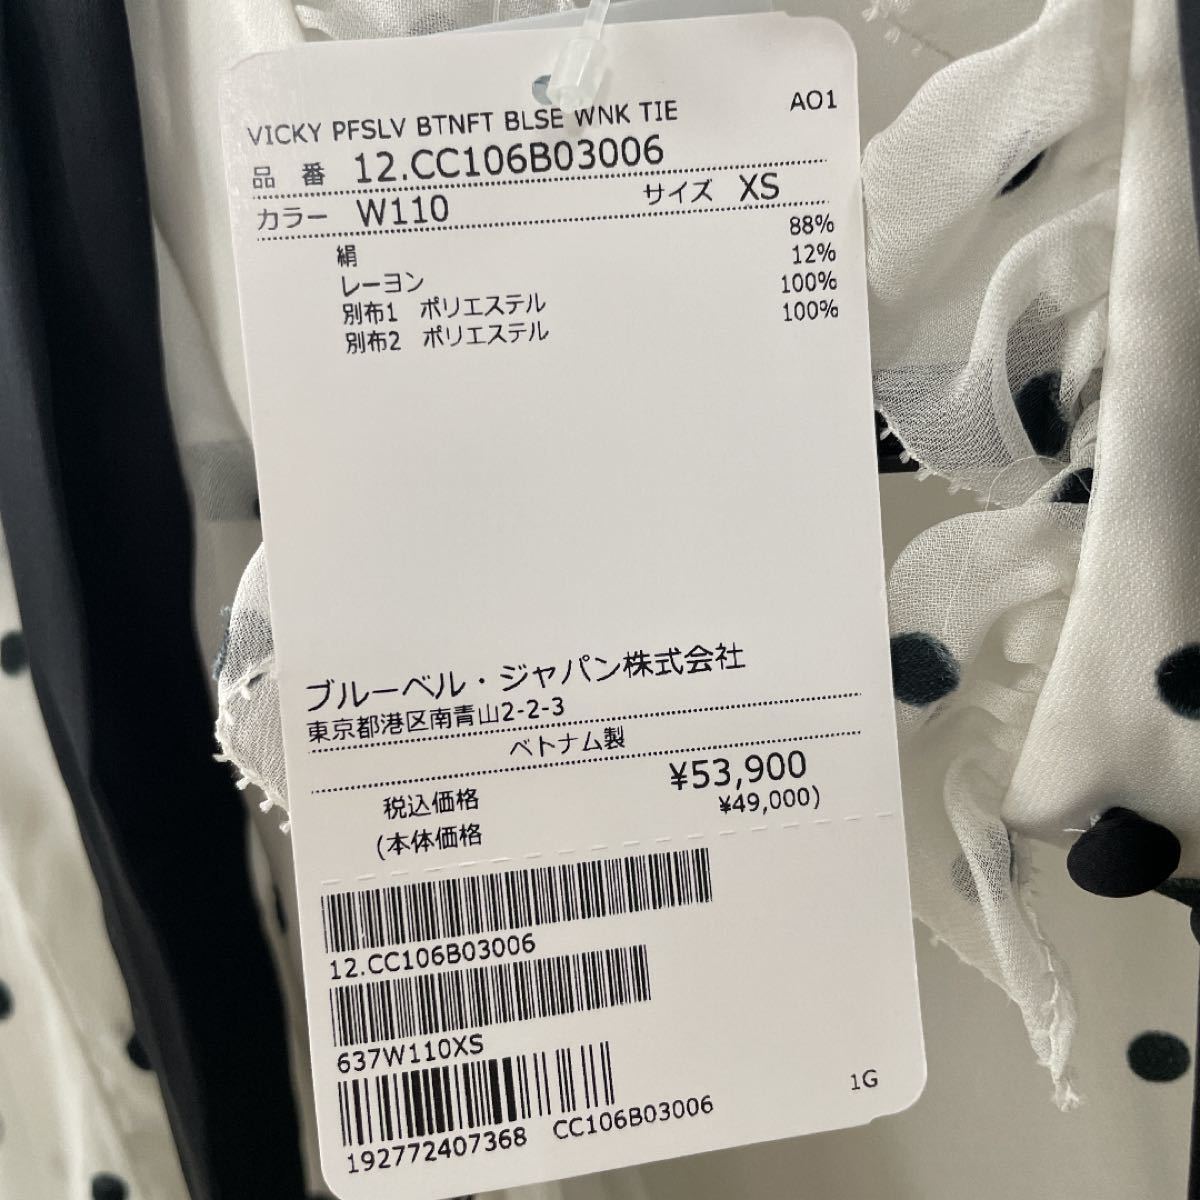 VICKY PFSLV BTNFT BLSE WNK TIE AO1
品 番 12.CC106B03006
カラー W110 サイズ XS
絹 88%
レーヨン 12%
別布1 ポリエステル 100%
別布2 ポリエステル 100%
ブルーベル・ジャパン株式会社
東京都港区南青山2-2-3
ベトナム製
税込価格 ¥53,900
(本体価格 ¥49,000)
12.CC106B03006
637W110XS
192772407368 CC106B03006
1G